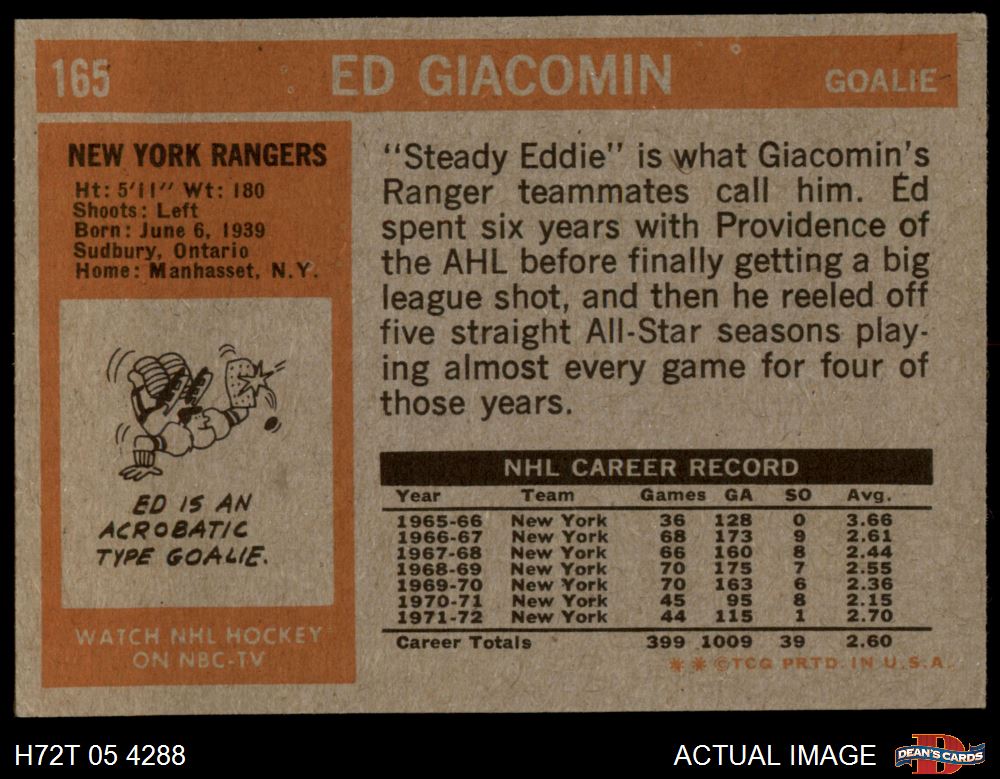 165 ED GIACOMIN GOALIE
NEW YORK RANGERS
Ht: 5'11" Wt: 180
Shoots: Left
Born: June 6, 1939
Sudbury, Ontario
Home: Manhasset, N.Y.
ED IS AN
ACROBATIC
TYPE GOALIE.
WATCH NHL HOCKEY
ON NBC-TV
"Steady Eddie" is what Giacomin's
Ranger teammates call him. Ed
spent six years with Providence of
the AHL before finally getting a big
league shot, and then he reeled off
five straight All-Star seasons play-
ing almost every game for four of
those years.
NHL CAREER RECORD
Year Team Games GA SO Avg.
1965-66 New York 36 128 0 3.66
1966-67 New York 68 173 9 2.61
1967-68 New York 66 160 8 2.44
1968-69 New York 70 175 7 2.55
1969-70 New York 70 163 6 2.36
1970-71 New York 45 95 8 2.15
1971-72 New York 44 115 1 2.70
Career Totals 399 1009 39 2.60
* * ©TCG PRTD. IN U.S.A.
H72T 05 4288 ACTUAL IMAGE DEAN'S CARDS